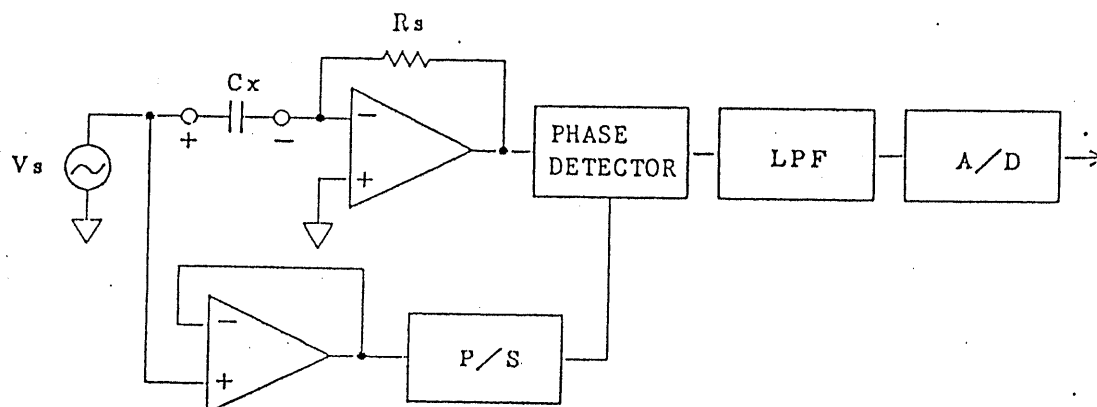 Rs
Cx
+
−
−
+
Vs
PHASE
DETECTOR
LPF
A/D
−
+
P/S